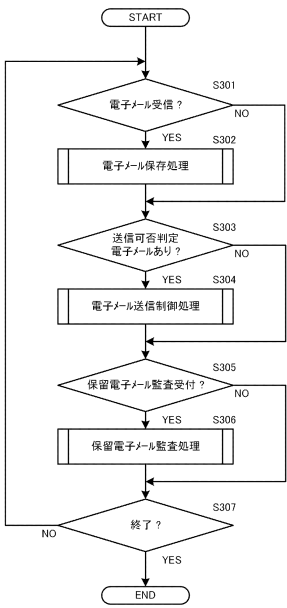 START
S301
電子メール受信？
NO
YES
S302
電子メール保存処理
S303
送信可否判定
電子メールあり？
NO
YES
S304
電子メール送信制御処理
S305
保留電子メール監査受付？
NO
YES
S306
保留電子メール監査処理
S307
終了？
NO
YES
END